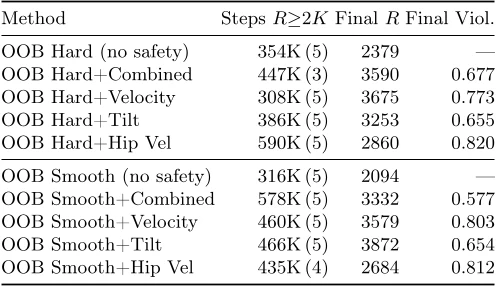 Method Steps R≥2K Final R Final Viol.
OOB Hard (no safety) 354K (5) 2379 —
OOB Hard+Combined 447K (3) 3590 0.677
OOB Hard+Velocity 308K (5) 3675 0.773
OOB Hard+Tilt 386K (5) 3253 0.655
OOB Hard+Hip Vel 590K (5) 2860 0.820
OOB Smooth (no safety) 316K (5) 2094 —
OOB Smooth+Combined 578K (5) 3332 0.577
OOB Smooth+Velocity 460K (5) 3579 0.803
OOB Smooth+Tilt 466K (5) 3872 0.654
OOB Smooth+Hip Vel 435K (4) 2684 0.812